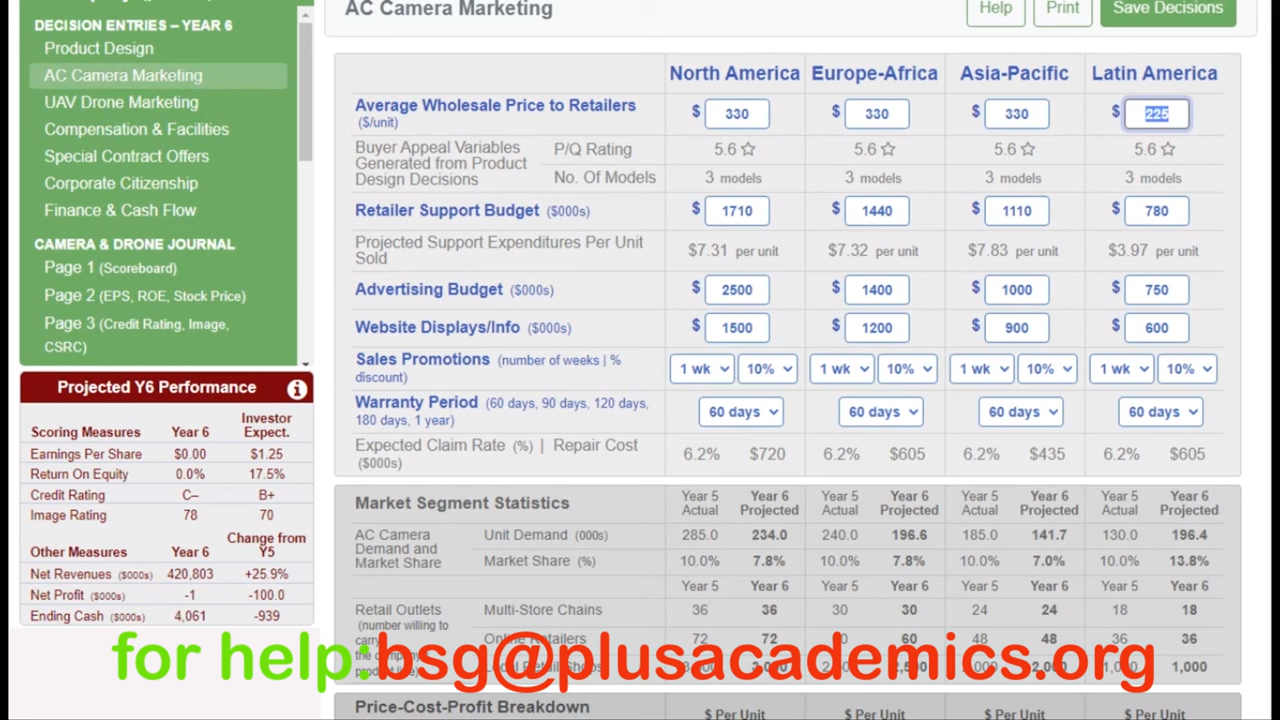 DECISION ENTRIES – YEAR 6
Product Design
AC Camera Marketing
UAV Drone Marketing
Compensation & Facilities
Special Contract Offers
Corporate Citizenship
Finance & Cash Flow
CAMERA & DRONE JOURNAL
Page 1 (Scoreboard)
Page 2 (EPS, ROE, Stock Price)
Page 3 (Credit Rating, Image,
CSRC)
Projected Y6 Performance
Scoring Measures Year 6 Investor Expect.
Earnings Per Share $0.00 $1.25
Return On Equity 0.0% 17.5%
Credit Rating C– B+
Image Rating 78 70
Other Measures Year 6 Change from Y5
Net Revenues ($000s) 420,803 +25.9%
Net Profit ($000s) -1 -100.0
Ending Cash ($000s) 4,061 -939
AC Camera Marketing
Help Print Save Decisions
North America Europe-Africa Asia-Pacific Latin America
Average Wholesale Price to Retailers $ 330 $ 330 $ 330 $ 225
($/unit)
Buyer Appeal Variables Generated from Product Design Decisions
P/Q Rating 5.6☆ 5.6☆ 5.6☆ 5.6☆
No. Of Models 3 models 3 models 3 models 3 models
Retailer Support Budget ($000s) $ 1710 $ 1440 $ 1110 $ 780
Projected Support Expenditures Per Unit Sold $7.31 per unit $7.32 per unit $7.83 per unit $3.97 per unit
Advertising Budget ($000s) $ 2500 $ 1400 $ 1000 $ 750
Website Displays/Info ($000s) $ 1500 $ 1200 $ 900 $ 600
Sales Promotions (number of weeks | % discount) 1 wk 10% 1 wk 10% 1 wk 10% 1 wk 10%
Warranty Period (60 days, 90 days, 120 days, 180 days, 1 year) 60 days 60 days 60 days 60 days
Expected Claim Rate (%) | Repair Cost ($000s) 6.2% $720 6.2% $605 6.2% $435 6.2% $605
Market Segment Statistics Year 5 Actual Year 6 Projected Year 5 Actual Year 6 Projected Year 5 Actual Year 6 Projected Year 5 Actual Year 6 Projected
AC Camera Demand and Market Share
Unit Demand (000s) 285.0 234.0 240.0 196.6 185.0 141.7 130.0 196.4
Market Share (%) 10.0% 7.8% 10.0% 7.8% 10.0% 7.0% 10.0% 13.8%
Year 5 Year 6 Year 5 Year 6 Year 5 Year 6 Year 5 Year 6
Retail Outlets (number willing to
Multi-Store Chains 36 36 30 30 24 24 18 18
Online Retailers 72 72 60 48 48 36 36
1,000
for help:bsg@plusacademics.org
Price-Cost-Profit Breakdown $ Per Unit $ Per Unit $ Per Unit $ Per Unit